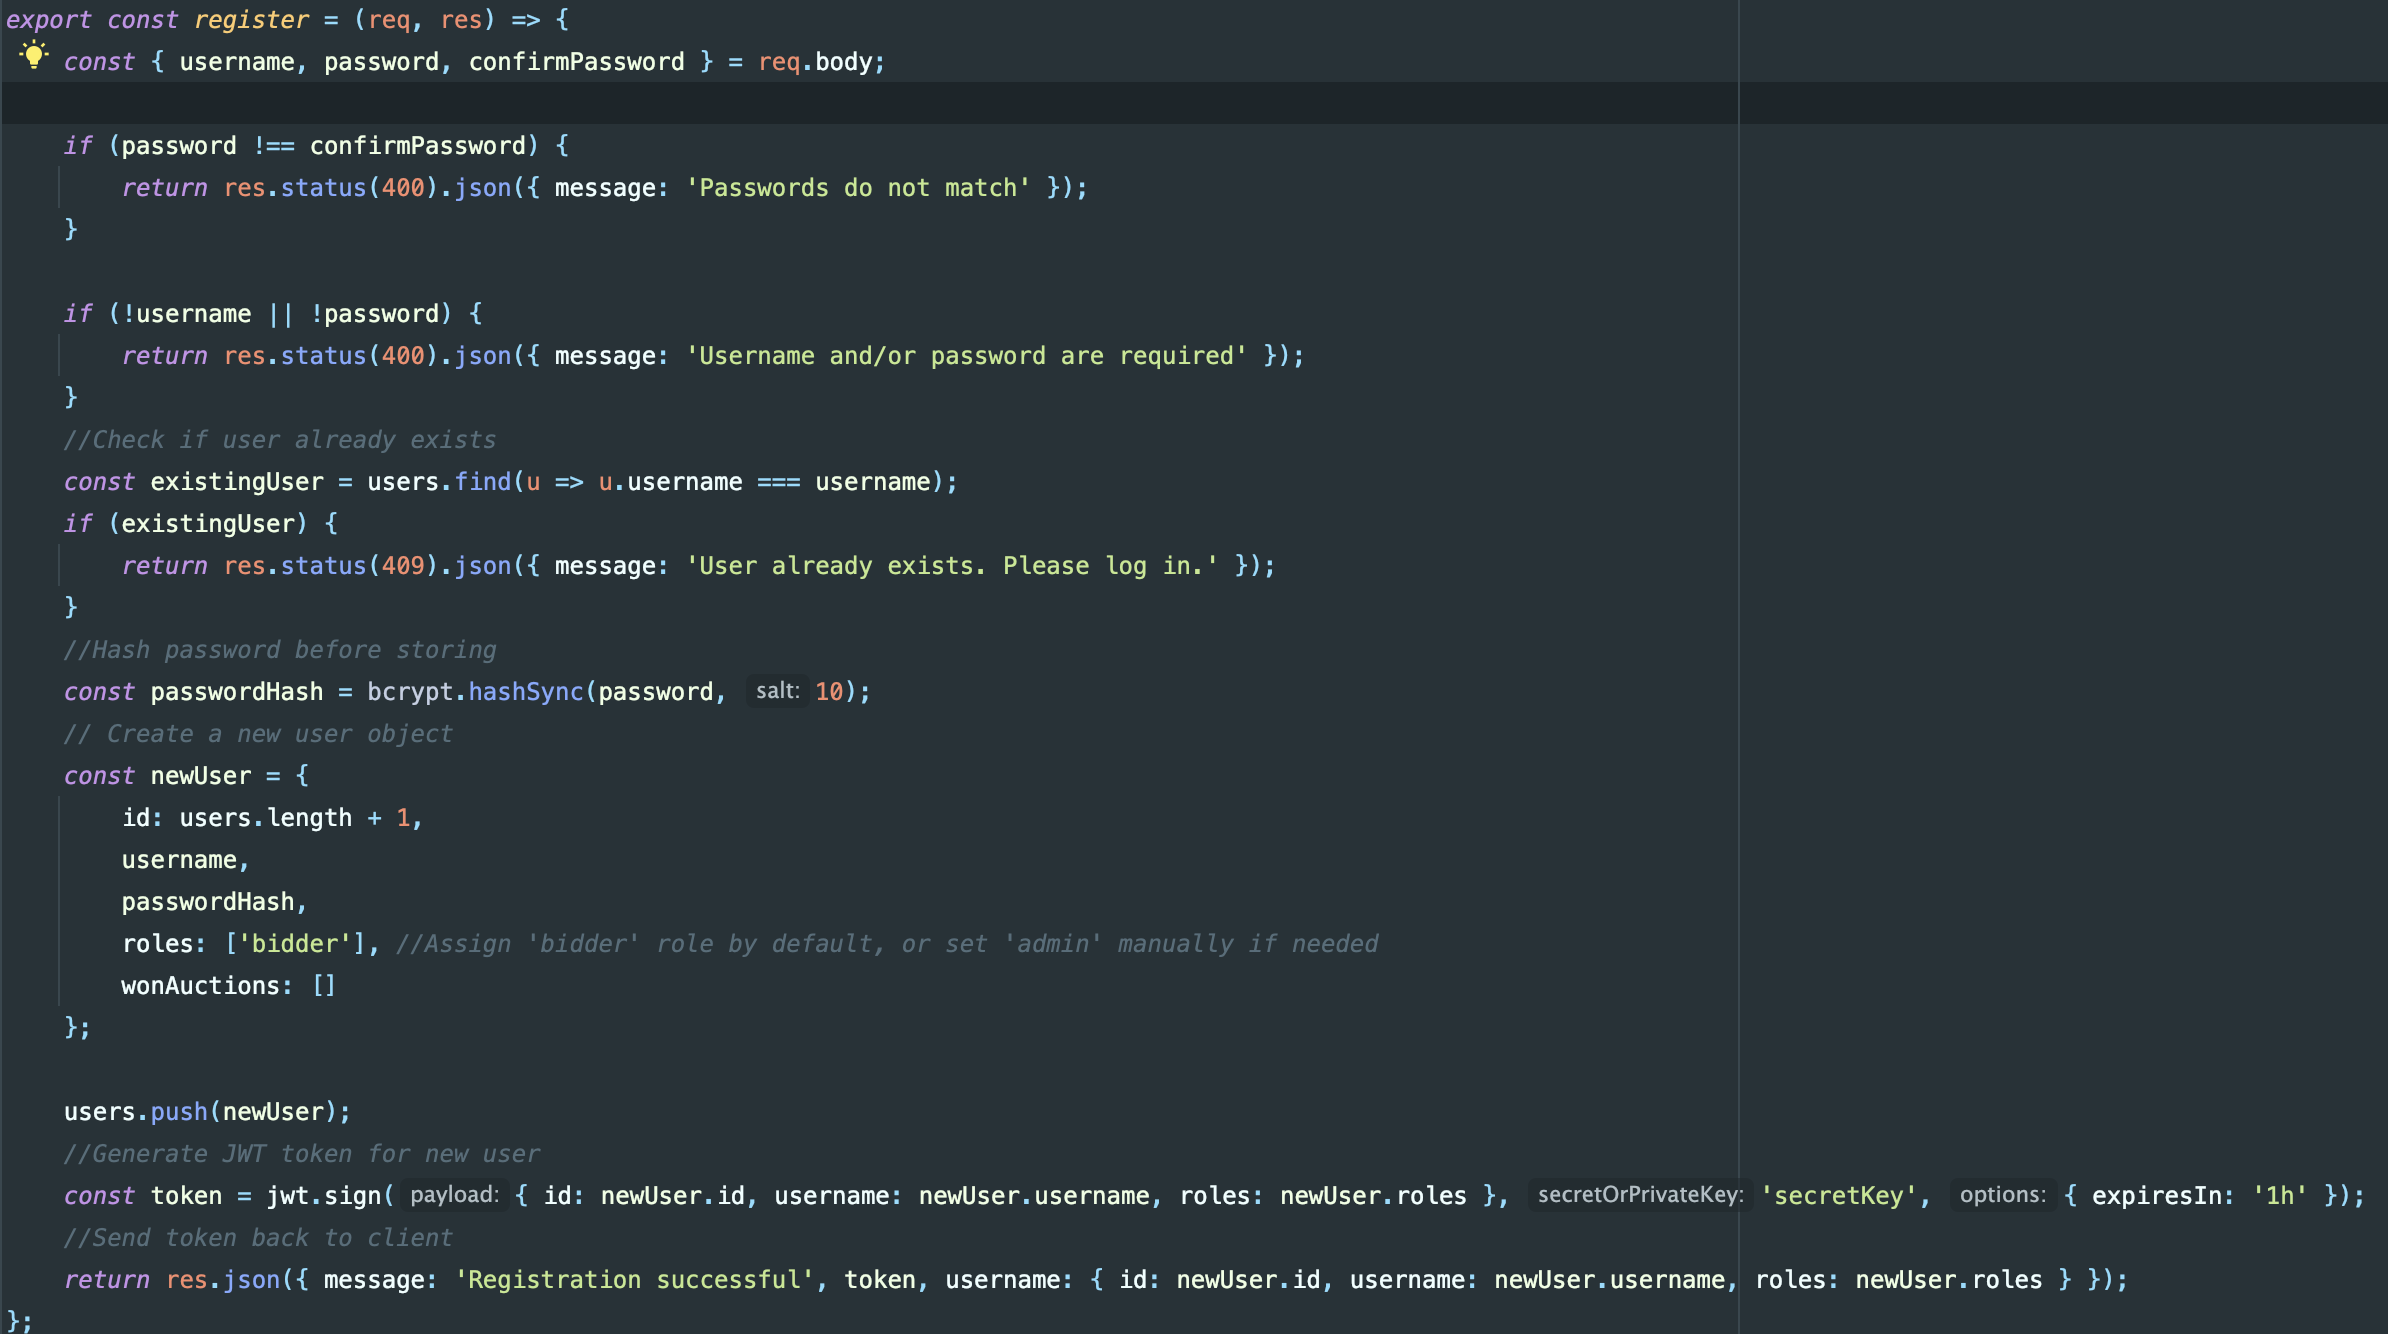 export const register = (req, res) => {
    const { username, password, confirmPassword } = req.body;

    if (password !== confirmPassword) {
        return res.status(400).json({ message: 'Passwords do not match' });
    }

    if (!username || !password) {
        return res.status(400).json({ message: 'Username and/or password are required' });
    }
    //Check if user already exists
    const existingUser = users.find(u => u.username === username);
    if (existingUser) {
        return res.status(409).json({ message: 'User already exists. Please log in.' });
    }
    //Hash password before storing
    const passwordHash = bcrypt.hashSync(password, salt: 10);
    // Create a new user object
    const newUser = {
        id: users.length + 1,
        username,
        passwordHash,
        roles: ['bidder'], //Assign 'bidder' role by default, or set 'admin' manually if needed
        wonAuctions: []
    };

    users.push(newUser);
    //Generate JWT token for new user
    const token = jwt.sign( payload: { id: newUser.id, username: newUser.username, roles: newUser.roles }, secretOrPrivateKey: 'secretKey', options: { expiresIn: '1h' });
    //Send token back to client
    return res.json({ message: 'Registration successful', token, username: { id: newUser.id, username: newUser.username, roles: newUser.roles } });
};